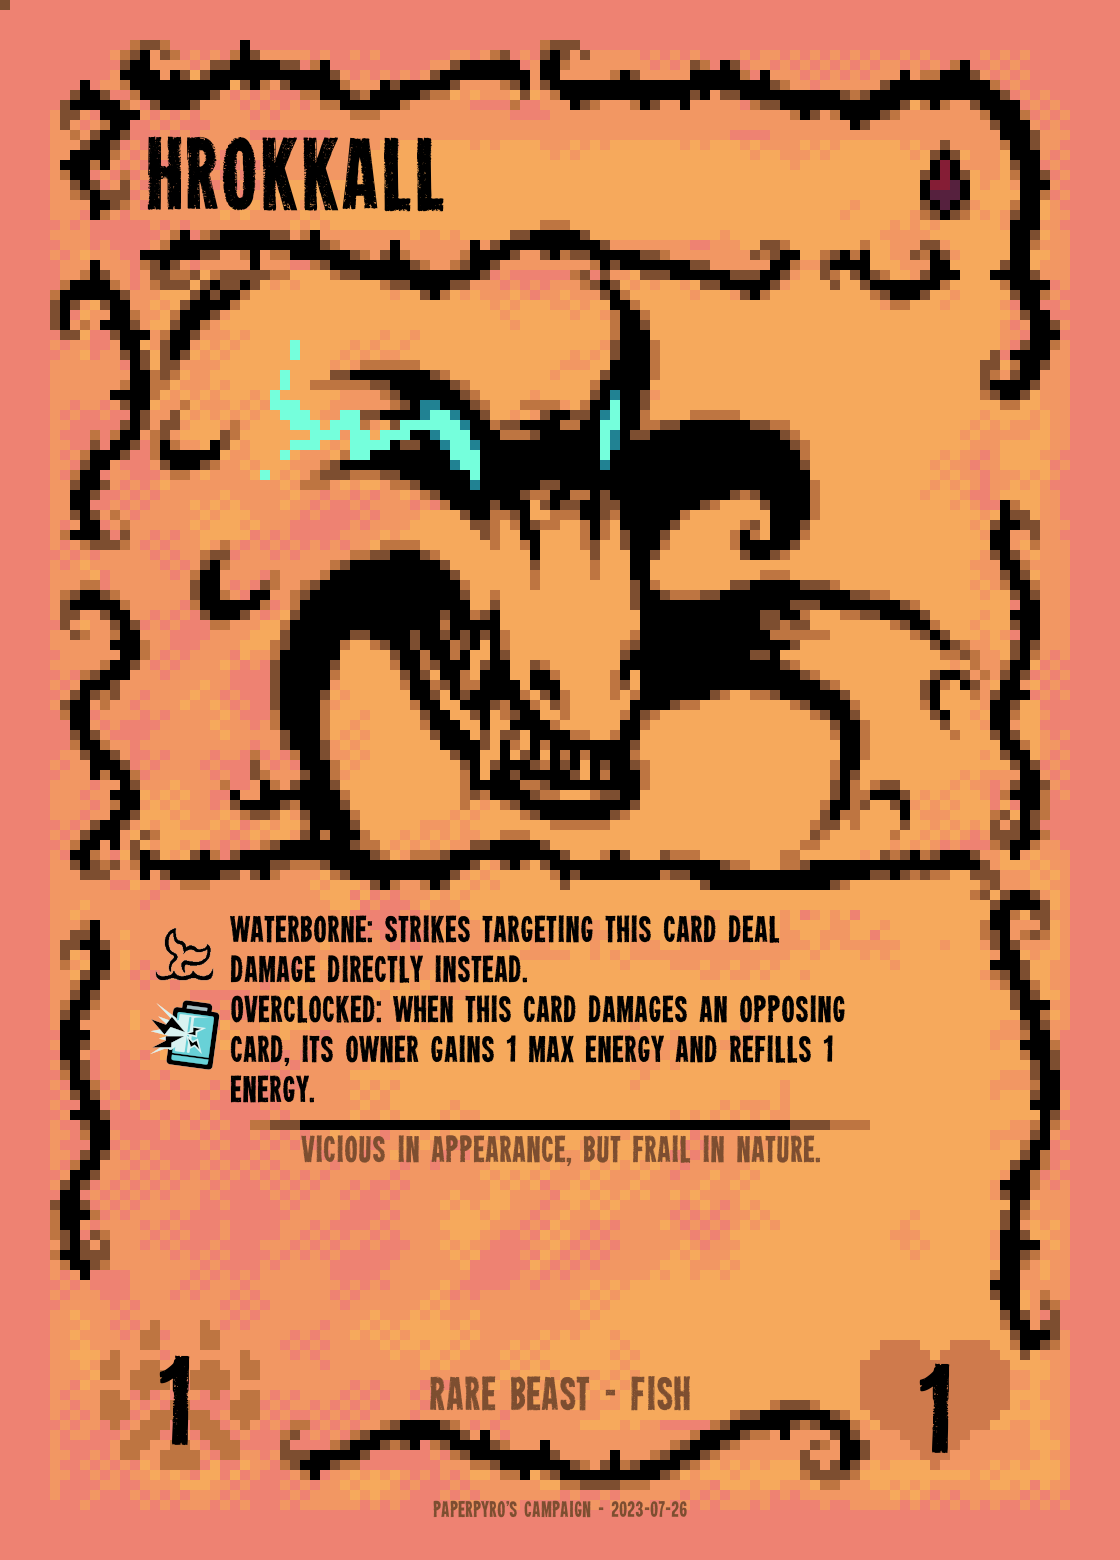 HROKKALL
WATERBORNE: STRIKES TARGETING THIS CARD DEAL
DAMAGE DIRECTLY INSTEAD.
OVERCLOCKED: WHEN THIS CARD DAMAGES AN OPPOSING
CARD, ITS OWNER GAINS 1 MAX ENERGY AND REFILLS 1
ENERGY.
VICIOUS IN APPEARANCE, BUT FRAIL IN NATURE.
1
RARE BEAST - FISH
1
PAPERPYRO'S CAMPAIGN - 2023-07-26